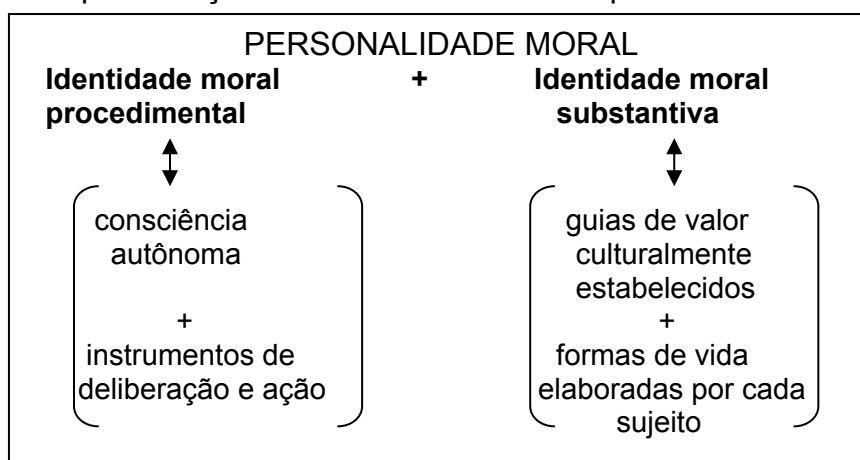 PERSONALIDADE MORAL
Identidade moral + Identidade moral
procedimental substantiva
consciência
autônoma
+
instrumentos de
deliberação e ação
guias de valor
culturalmente
estabelecidos
+
formas de vida
elaboradas por cada
sujeito